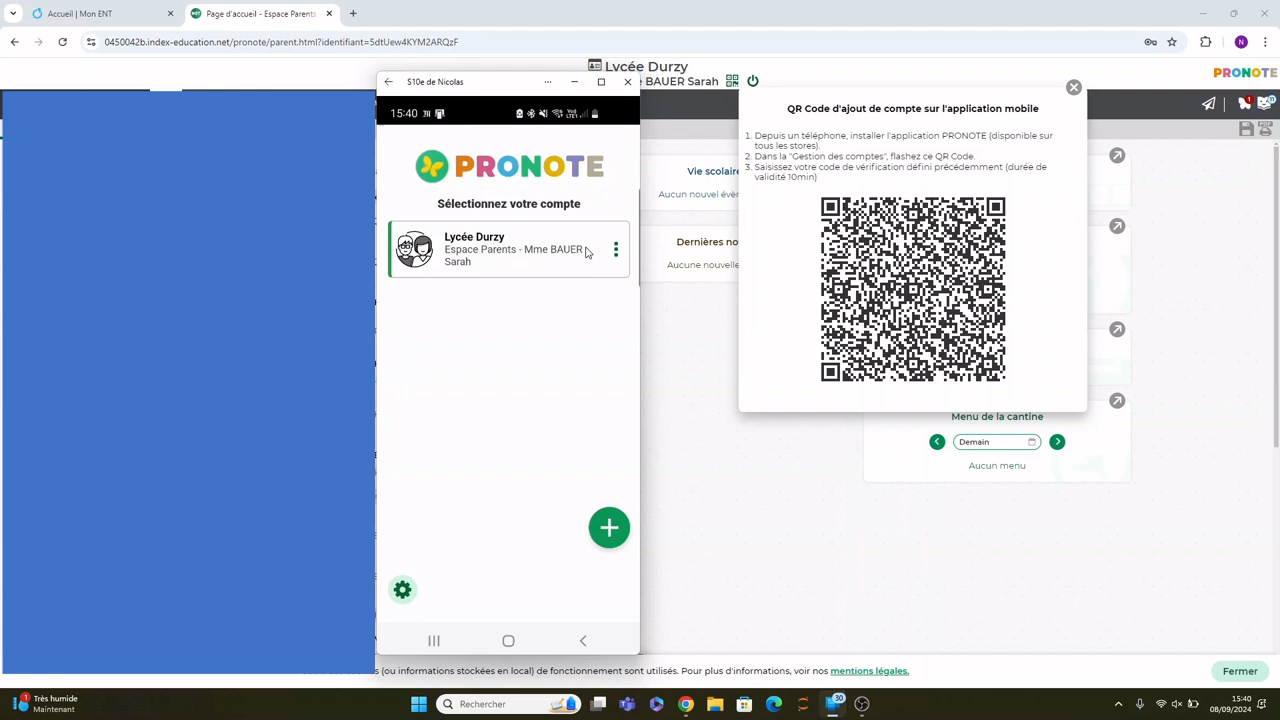 Accueil | Mon ENT
Page d'accueil - Espace Parents
0450042b.index-education.net/pronote/parent.html?identifiant=5dtUew4KYM2ARQzF
N
Lycée Durzy
BAUER Sarah
PRONOTE
S10e de Nicolas
15:40
PRONOTE
Sélectionnez votre compte
Lycée Durzy
Espace Parents - Mme BAUER
Sarah
Vie scolaire
Aucun nouvel évè
Dernières no
Aucune nouvelle
QR Code d'ajout de compte sur l'application mobile
1. Depuis un téléphone, installer l'application PRONOTE (disponible sur
tous les stores).
2. Dans la "Gestion des comptes", flashez ce QR Code.
3. Saisissez votre code de vérification défini précédemment (durée de
validité 10min)
Menu de la cantine
Demain
Aucun menu
(ou informations stockées en local) de fonctionnement sont utilisés. Pour plus d'informations, voir nos mentions légales.
Fermer
1
Très humide
Maintenant
Rechercher
30
15:40
08/09/2024